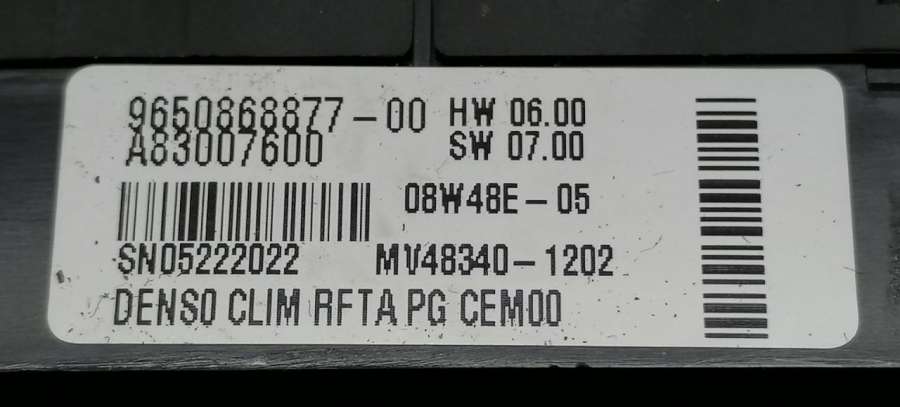 9650868877-00 HW 06.00
A83007600 SW 07.00
08W48E-05
SN05222022 MV48340-1202
DENSO CLIM RFTA PG CEM00